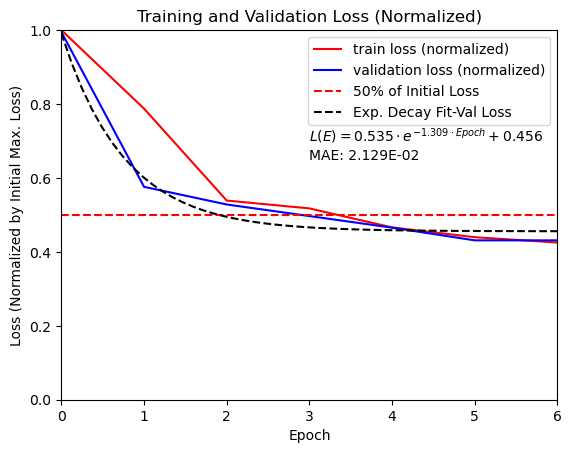 Training and Validation Loss (Normalized)
Loss (Normalized by Initial Max. Loss)
1.0
0.8
0.6
0.4
0.2
0.0
train loss (normalized)
validation loss (normalized)
50% of Initial Loss
Exp. Decay Fit-Val Loss
L(E) = 0.535 · e^{−1.309 · Epoch} + 0.456
MAE: 2.129E-02
0 1 2 3 4 5 6
Epoch